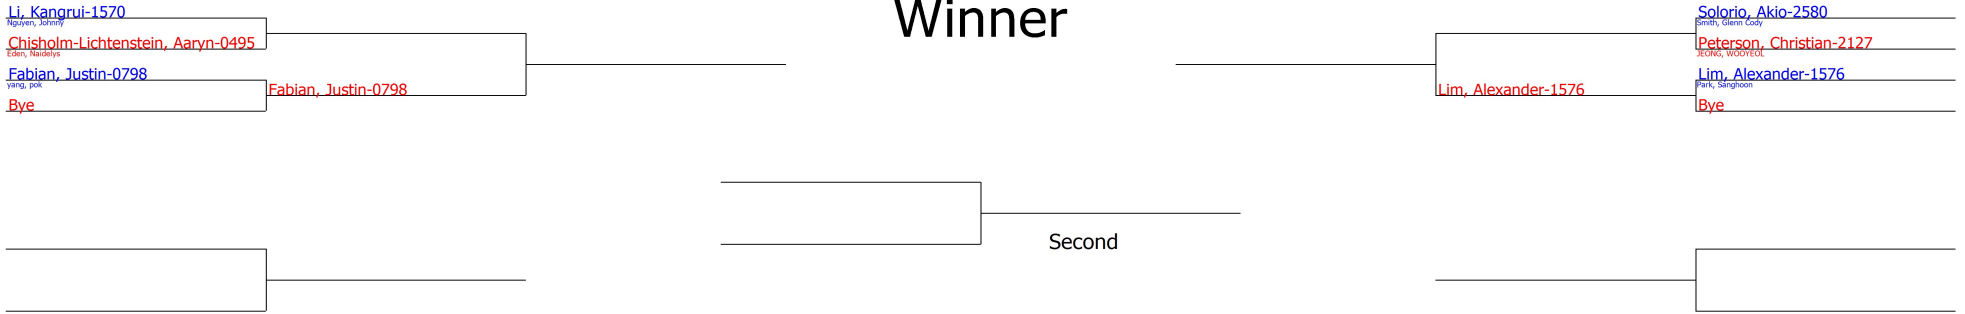 Li, Kangrui-1570
Nguyen, Johnny
Chisholm-Lichtenstein, Aaryn-0495
Eden, Naidelys
Fabian, Justin-0798
yang, pok
Bye
Fabian, Justin-0798
Winner
Solorio, Akio-2580
Smith, Glenn Cody
Peterson, Christian-2127
JEONG, WOOYEOL
Lim, Alexander-1576
Park, Sanghoon
Bye
Lim, Alexander-1576
Second